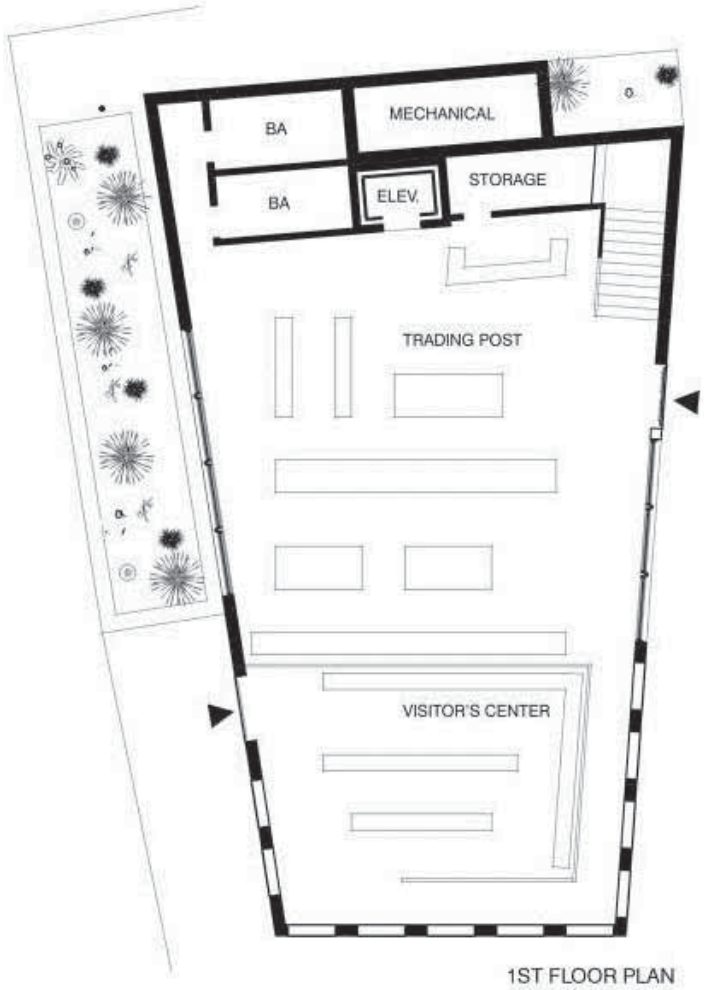 BA
MECHANICAL
BA
ELEV.
STORAGE
TRADING POST
VISITOR'S CENTER
1ST FLOOR PLAN